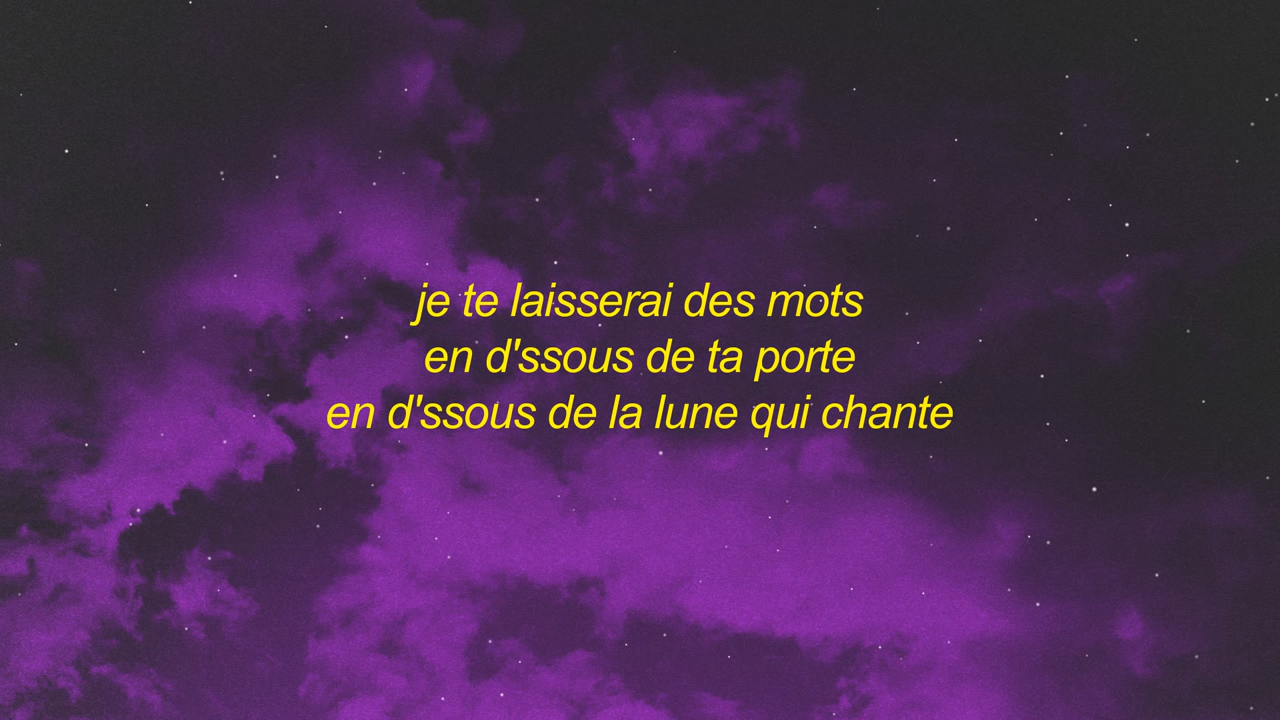 je te laisserai des mots
en d'ssous de ta porte
en d'ssous de la lune qui chante